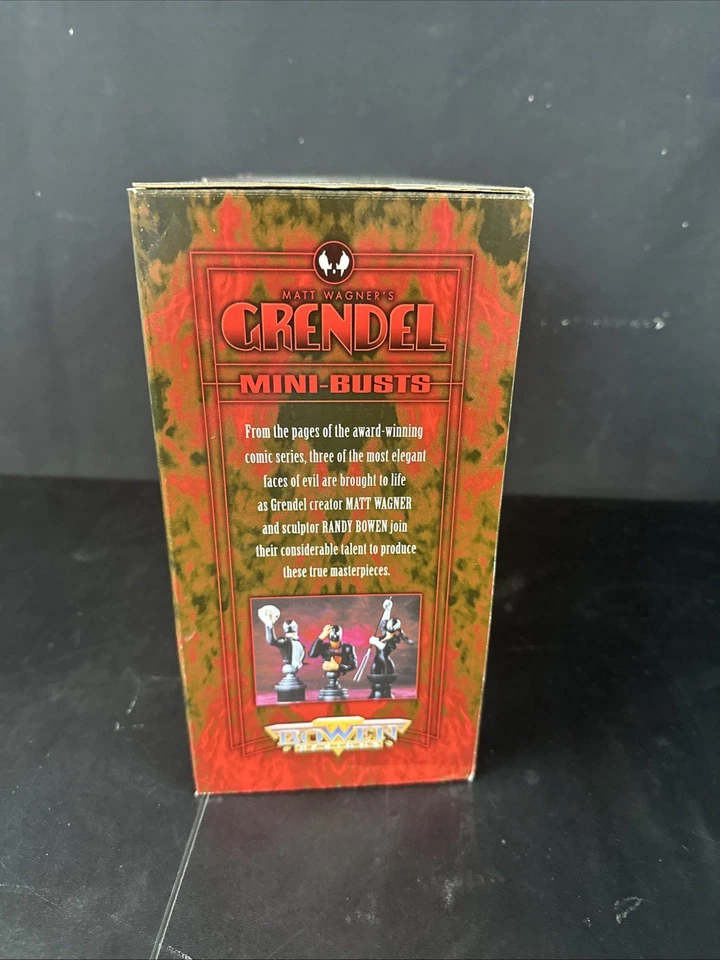 MATT WAGNER'S
GRENDEL
MINI-BUSTS
From the pages of the award-winning
comic series, three of the most elegant
faces of evil are brought to life
as Grendel creator MATT WAGNER
and sculptor RANDY BOWEN join
their considerable talent to produce
these true masterpieces.
BOWEN